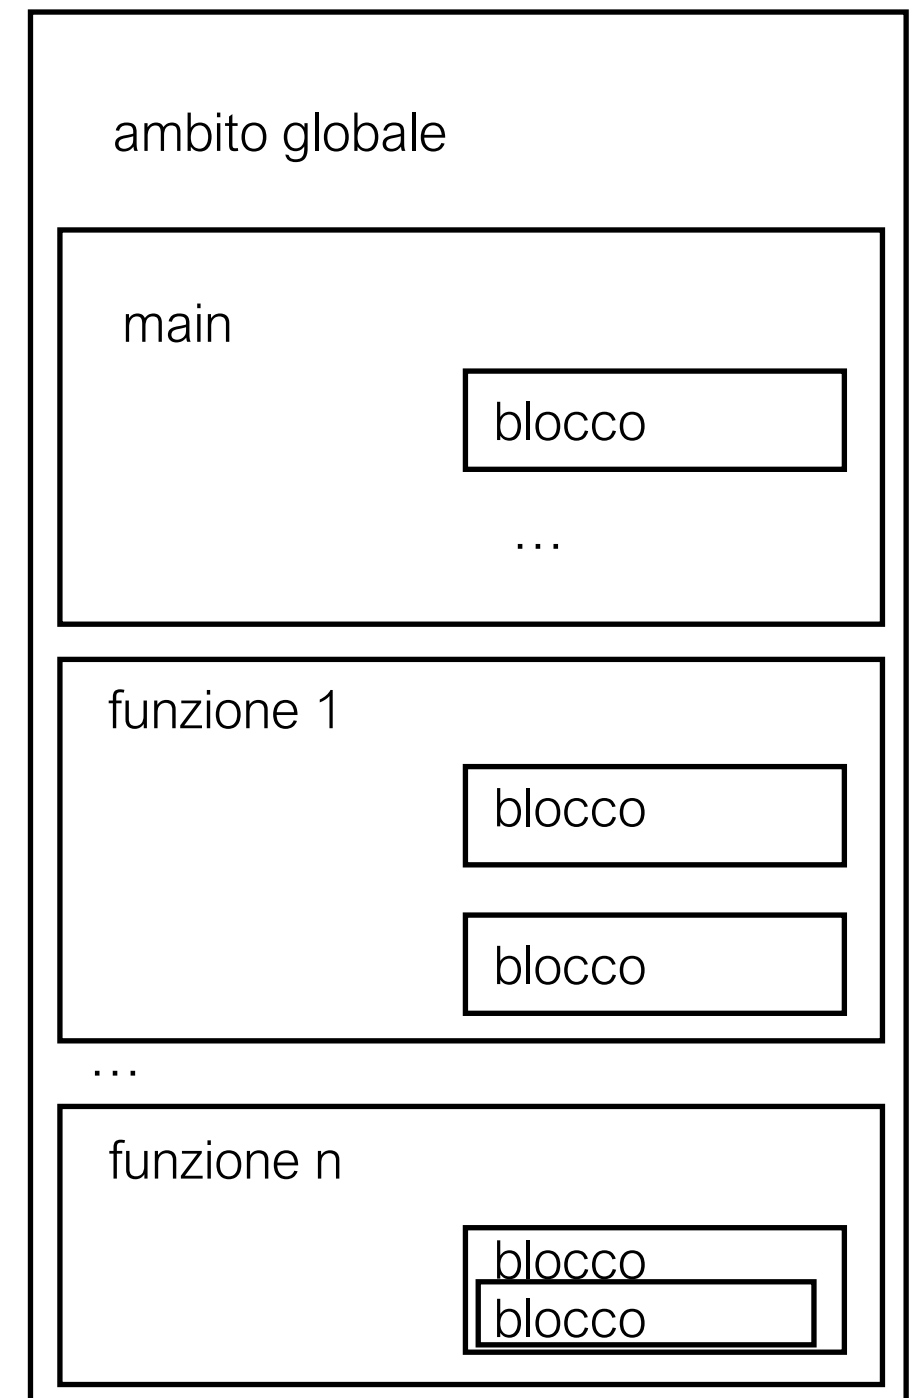 ambito globale
main
blocco
…
funzione 1
blocco
blocco
…
funzione n
blocco
blocco